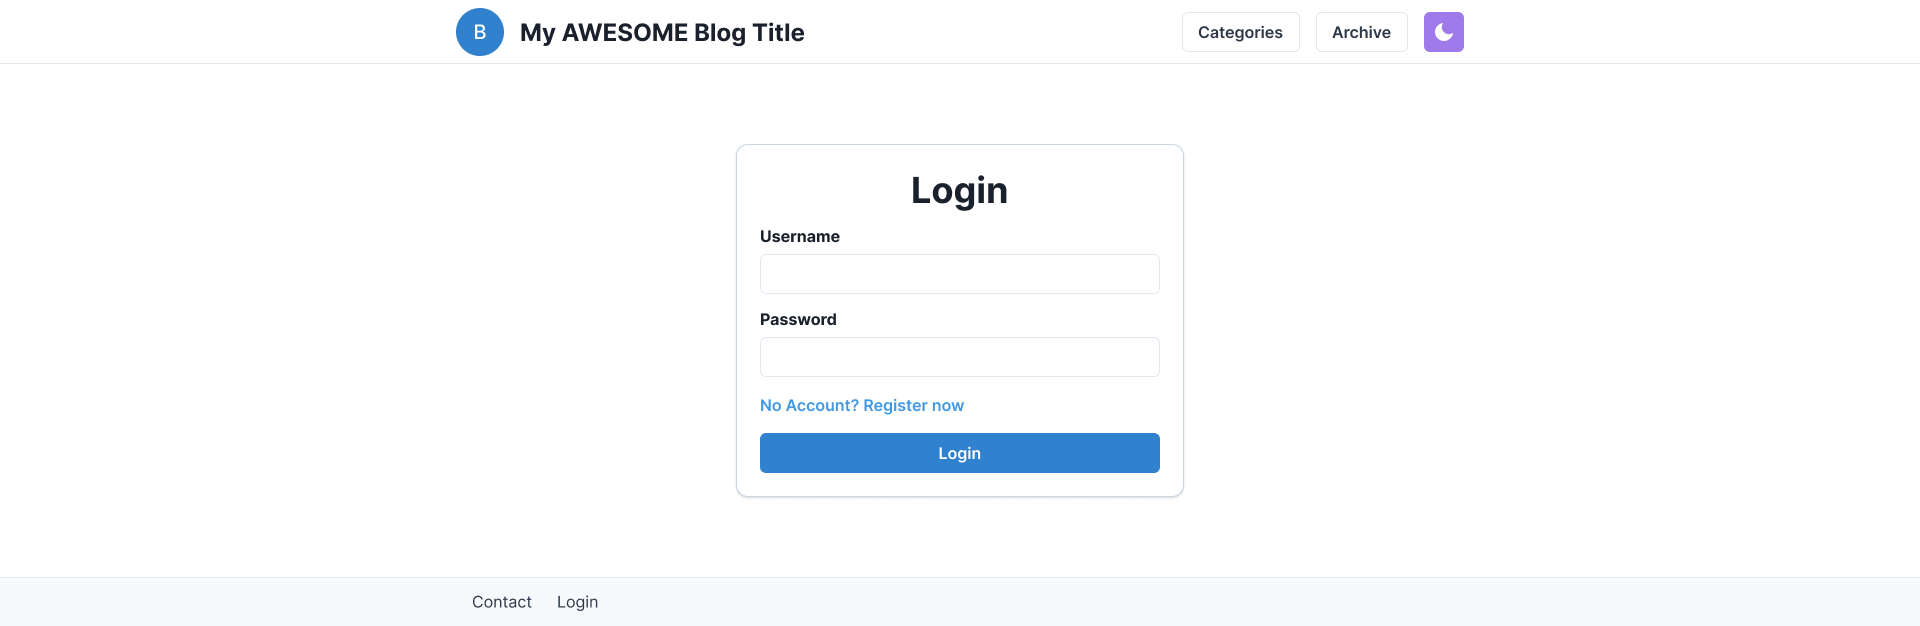 B My AWESOME Blog Title Categories Archive
Login
Username
Password
No Account? Register now
Login
Contact Login